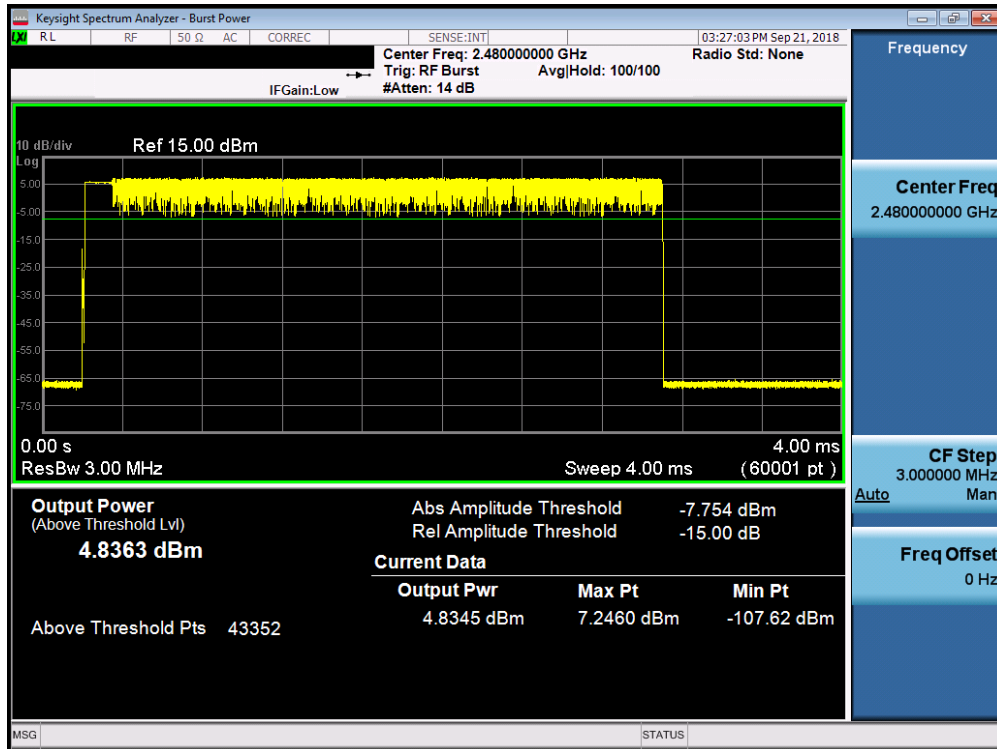 Keysight Spectrum Analyzer - Burst Power
LXI RL RF 50 Ω AC CORREC SENSE:INT 03:27:03 PM Sep 21, 2018
Center Freq: 2.480000000 GHz Radio Std: None
Trig: RF Burst Avg|Hold: 100/100
IFGain:Low #Atten: 14 dB
10 dB/div Ref 15.00 dBm
Log
5.00
-5.00
-15.0
-25.0
-35.0
-45.0
-55.0
-65.0
-75.0
0.00 s 4.00 ms
ResBw 3.00 MHz Sweep 4.00 ms (60001 pt)
Output Power
(Above Threshold Lvl)
4.8363 dBm
Above Threshold Pts 43352
Abs Amplitude Threshold -7.754 dBm
Rel Amplitude Threshold -15.00 dB
Current Data
Output Pwr Max Pt Min Pt
4.8345 dBm 7.2460 dBm -107.62 dBm
Frequency
Center Freq
2.480000000 GHz
CF Step
3.000000 MHz
Auto Man
Freq Offset
0 Hz
MSG STATUS